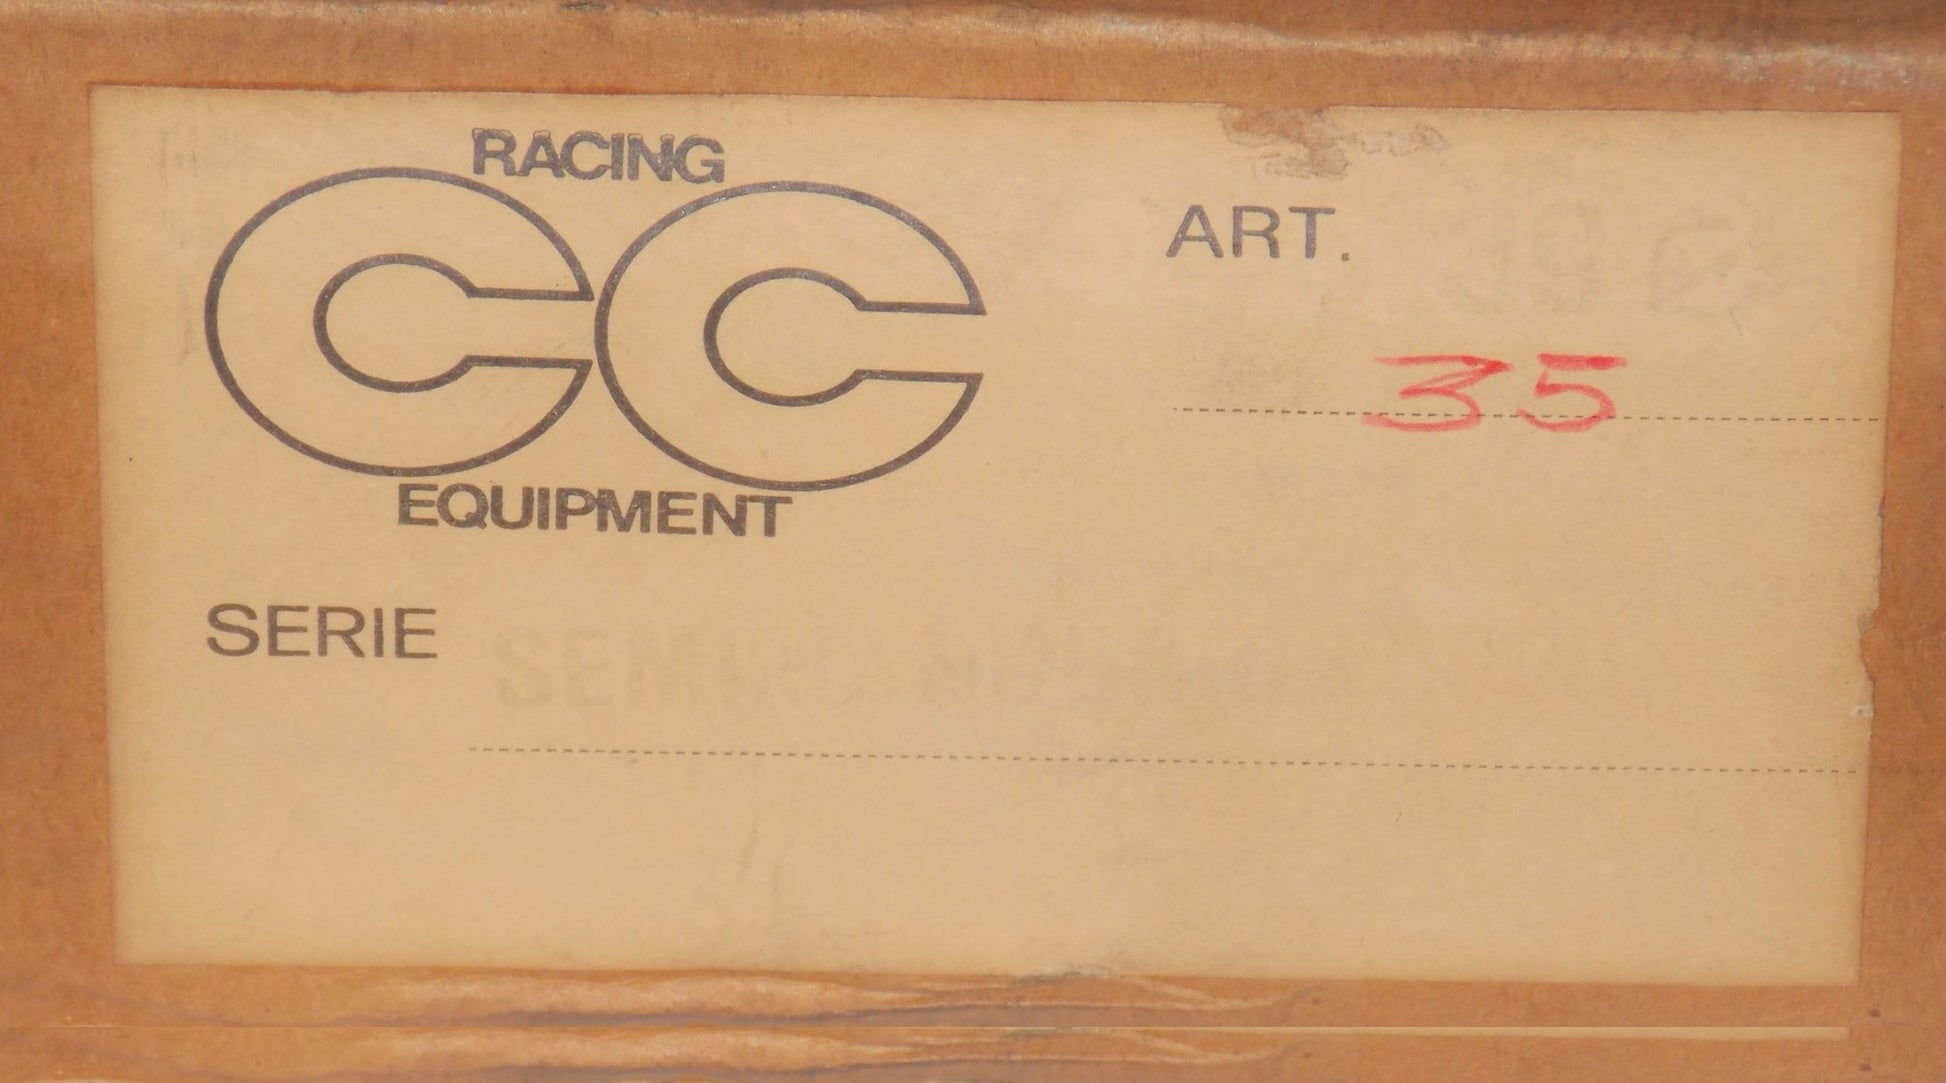 RACING
CC
EQUIPMENT
ART.
35
SERIE